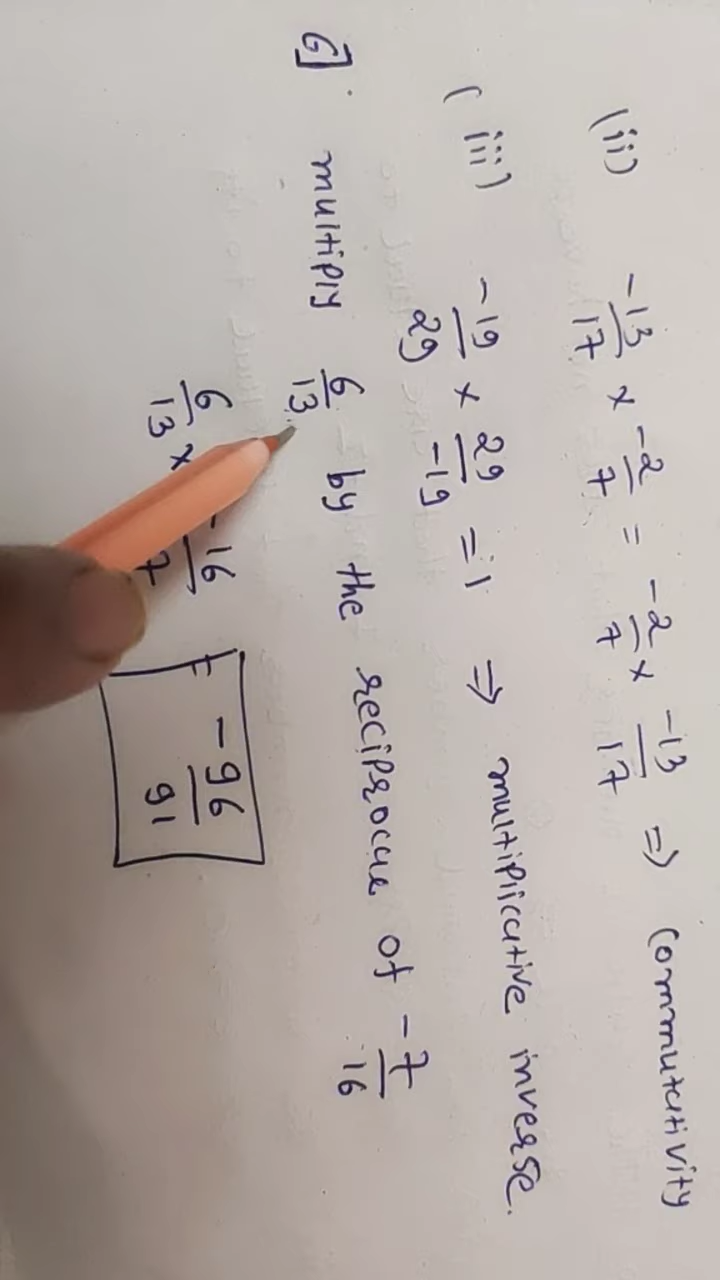 (ii) -13/17 × -2/7 = -2/7 × -13/17 ⇒ commutativity
(iii) -19/29 × 29/-19 = 1 ⇒ multiplicative inverse.
6]. multiply 6/13 by the reciprocal of -7/16
6/13 × -16/7 = -96/91